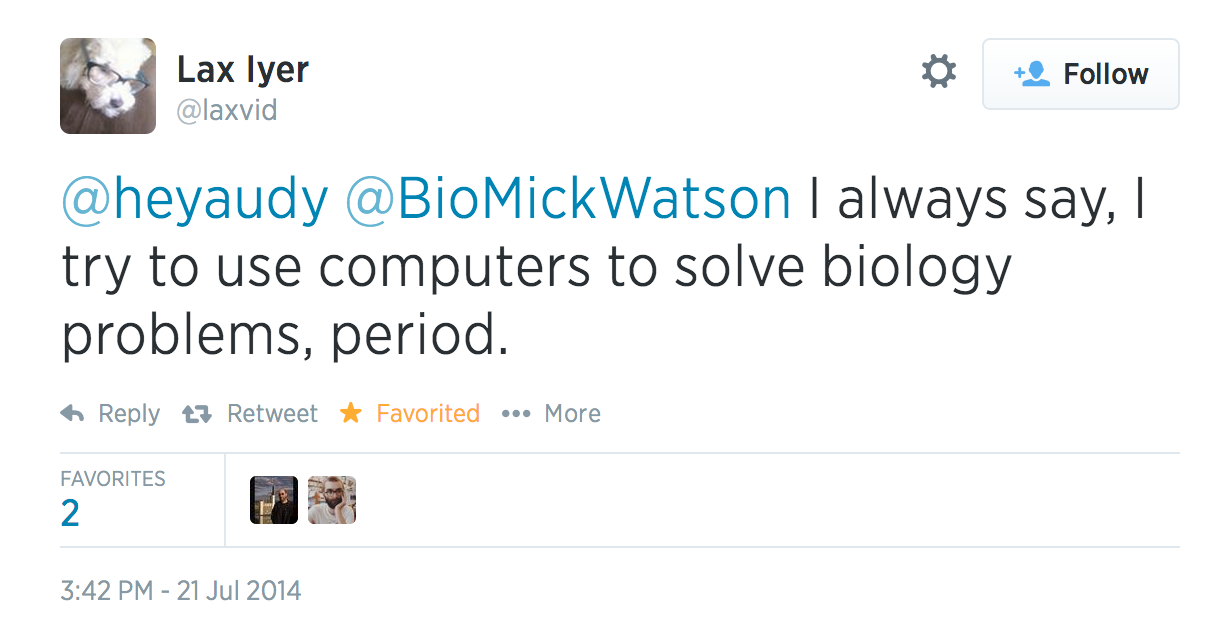 Lax Iyer
@laxvid
Follow
@heyaudy @BioMickWatson I always say, I
try to use computers to solve biology
problems, period.
Reply Retweet Favorited More
FAVORITES
2
3:42 PM - 21 Jul 2014